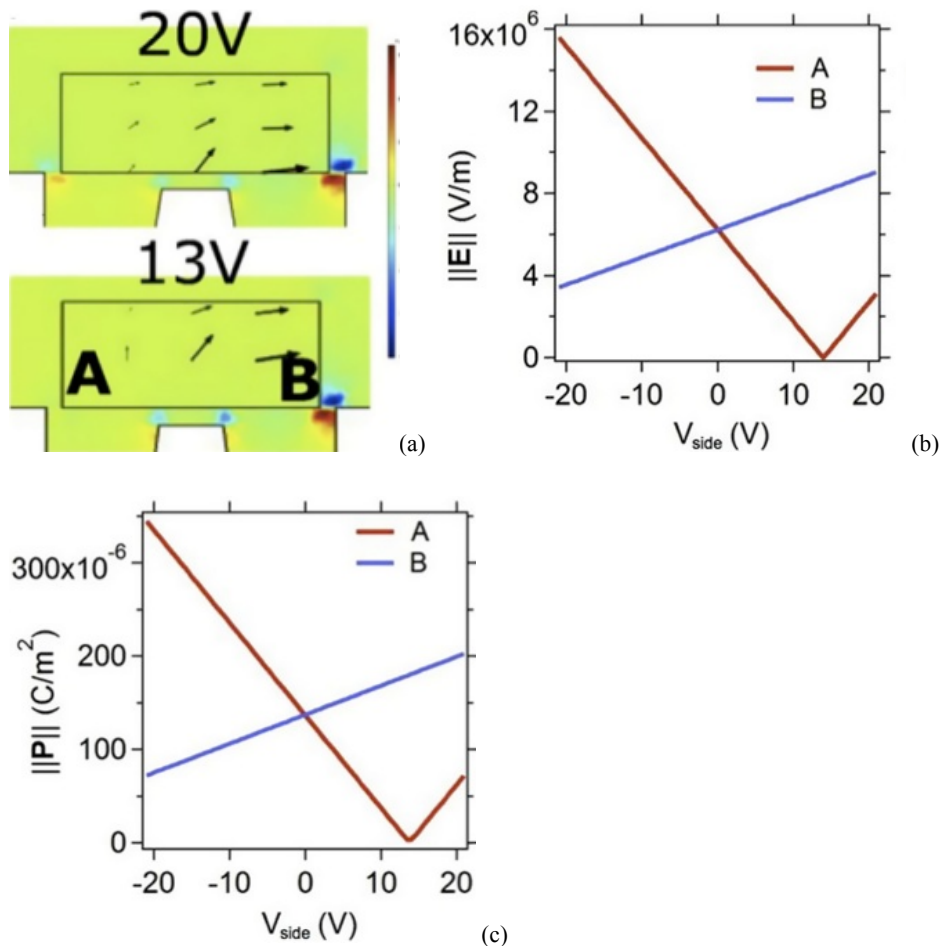 20V
13V
A
B
(a)
16x10^6
12
8
4
0
||E|| (V/m)
A
B
-20 -10 0 10 20
V_side (V)
(b)
300x10^-6
200
100
0
||P|| (C/m^2)
A
B
-20 -10 0 10 20
V_side (V)
(c)